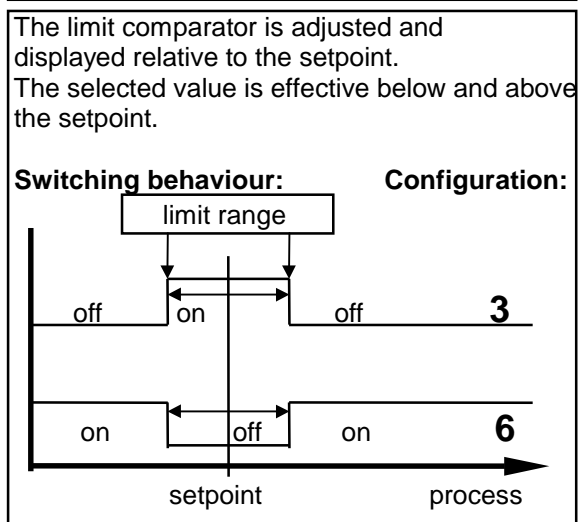 The limit comparator is adjusted and
displayed relative to the setpoint.
The selected value is effective below and above
the setpoint.
Switching behaviour: Configuration:
limit range
off on off 3
on off on 6
setpoint process